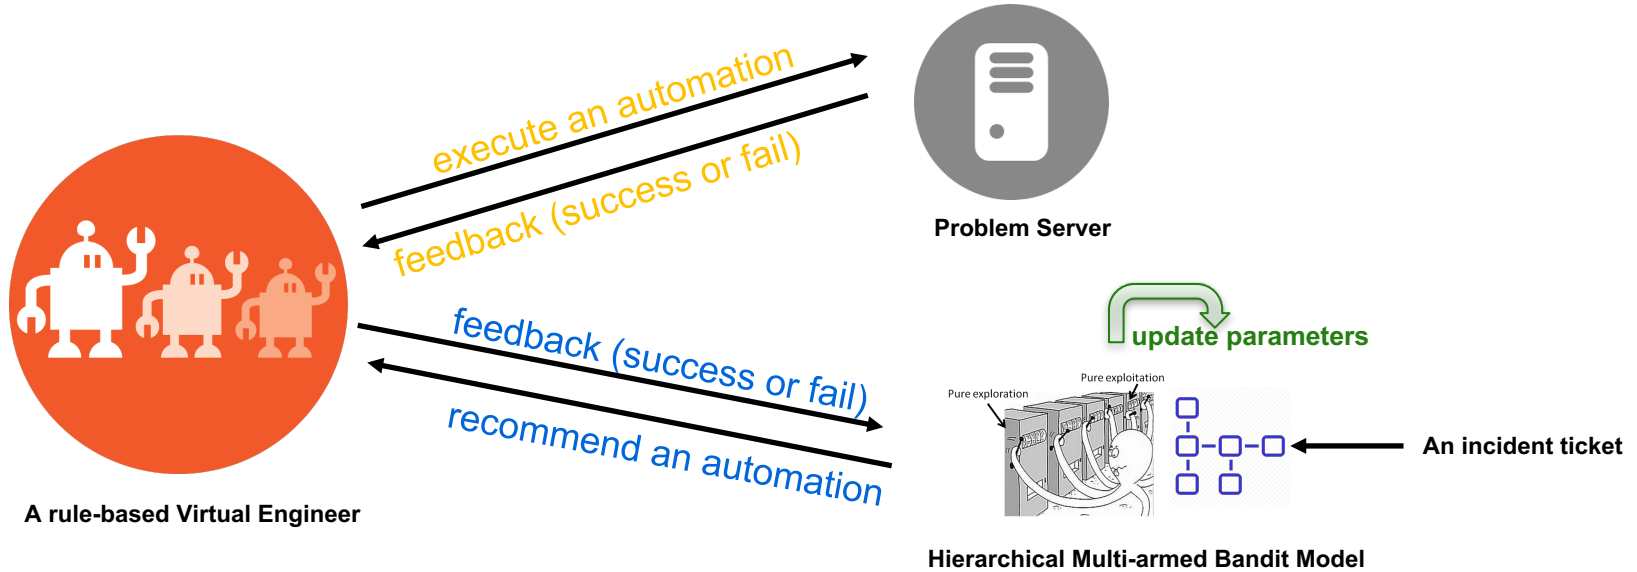 execute an automation
feedback (success or fail)
Problem Server
feedback (success or fail)
recommend an automation
A rule-based Virtual Engineer
update parameters
Pure exploration
Pure exploitation
An incident ticket
Hierarchical Multi-armed Bandit Model